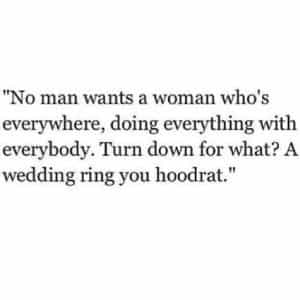 "No man wants a woman who's
everywhere, doing everything with
everybody. Turn down for what? A
wedding ring you hoodrat."